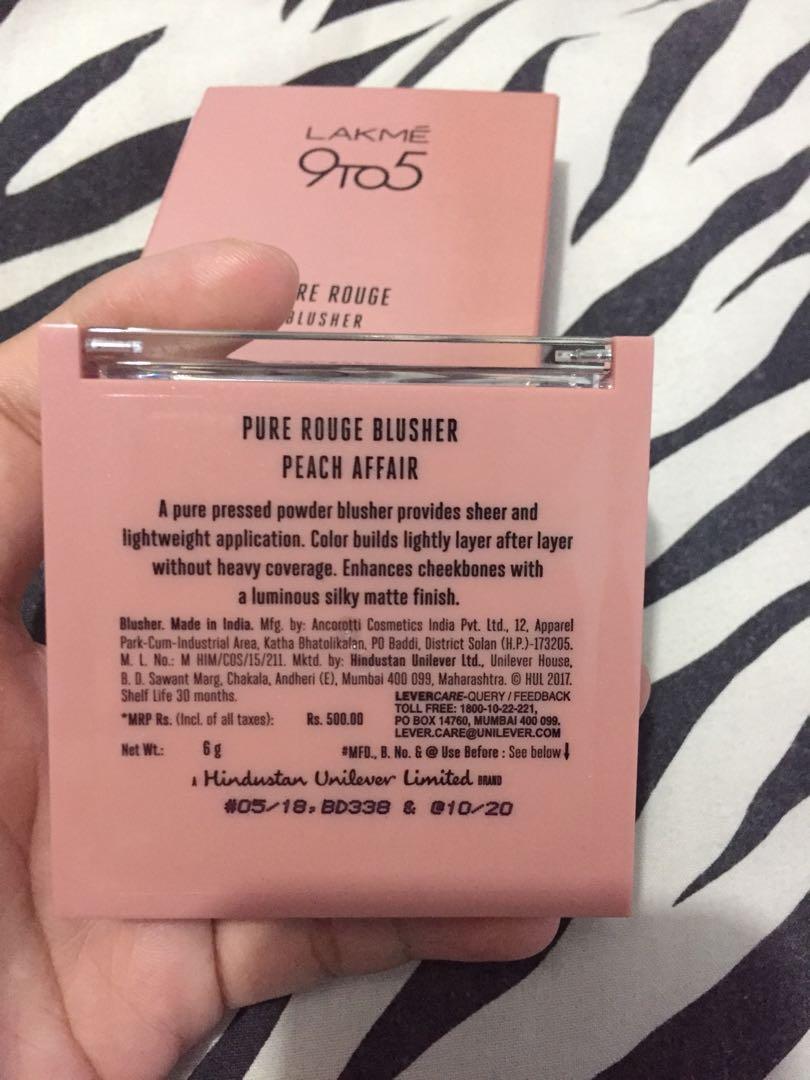 LAKMĒ
9TO5
RE ROUGE
BLUSHER
PURE ROUGE BLUSHER
PEACH AFFAIR
A pure pressed powder blusher provides sheer and
lightweight application. Color builds lightly layer after layer
without heavy coverage. Enhances cheekbones with
a luminous silky matte finish.
Blusher. Made in India. Mfg. by: Ancorotti Cosmetics India Pvt. Ltd., 12, Apparel
Park-Cum-Industrial Area, Katha Bhatolikalan, PO Baddi, District Solan (H.P.)-173205.
M. L. No.: M HIM/COS/15/211. Mktd. by: Hindustan Unilever Ltd., Unilever House,
B. D. Sawant Marg, Chakala, Andheri (E), Mumbai 400 099, Maharashtra. © HUL 2017.
Shelf Life 30 months.
LEVERCARE-QUERY / FEEDBACK
TOLL FREE: 1800-10-22-221,
PO BOX 14760, MUMBAI 400 099.
LEVER.CARE@UNILEVER.COM
*MRP Rs. (Incl. of all taxes): Rs. 500.00
Net Wt.: 6 g
#MFD., B. No. & @ Use Before : See below↓
A Hindustan Unilever Limited BRAND
#05/18, BD338 & @10/20